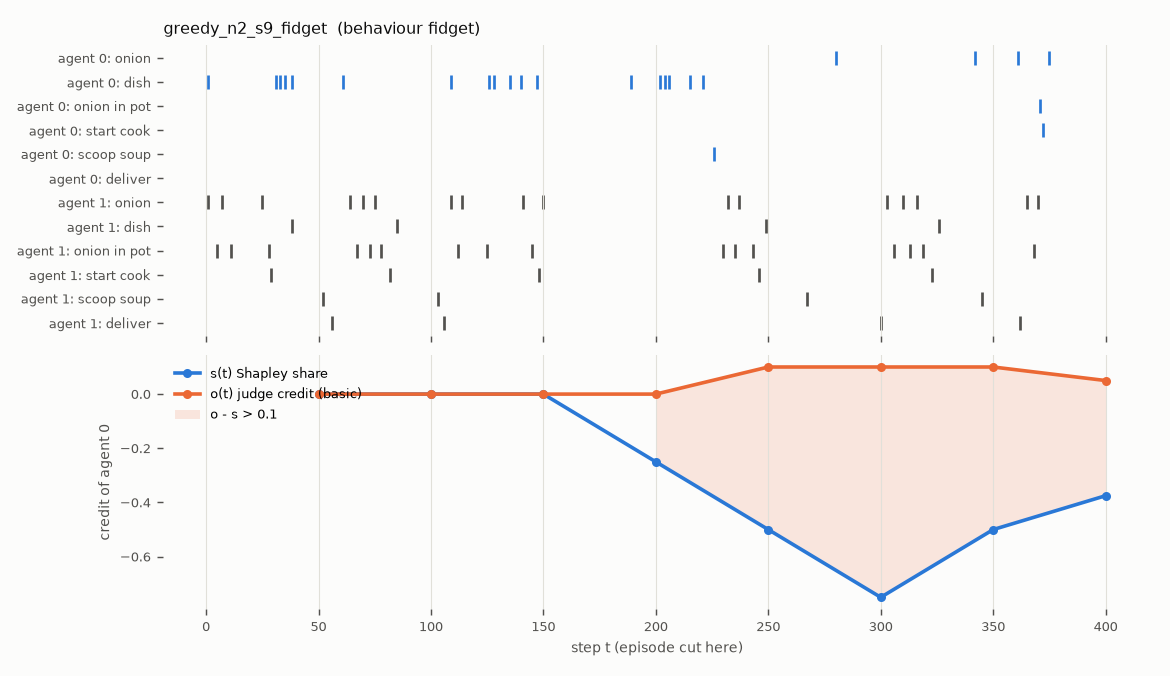 greedy_n2_s9_fidget  (behaviour fidget)
agent 0: onion
agent 0: dish
agent 0: onion in pot
agent 0: start cook
agent 0: scoop soup
agent 0: deliver
agent 1: onion
agent 1: dish
agent 1: onion in pot
agent 1: start cook
agent 1: scoop soup
agent 1: deliver
s(t) Shapley share
o(t) judge credit (basic)
o - s > 0.1
credit of agent 0
0.0
−0.2
−0.4
−0.6
0 50 100 150 200 250 300 350 400
step t (episode cut here)